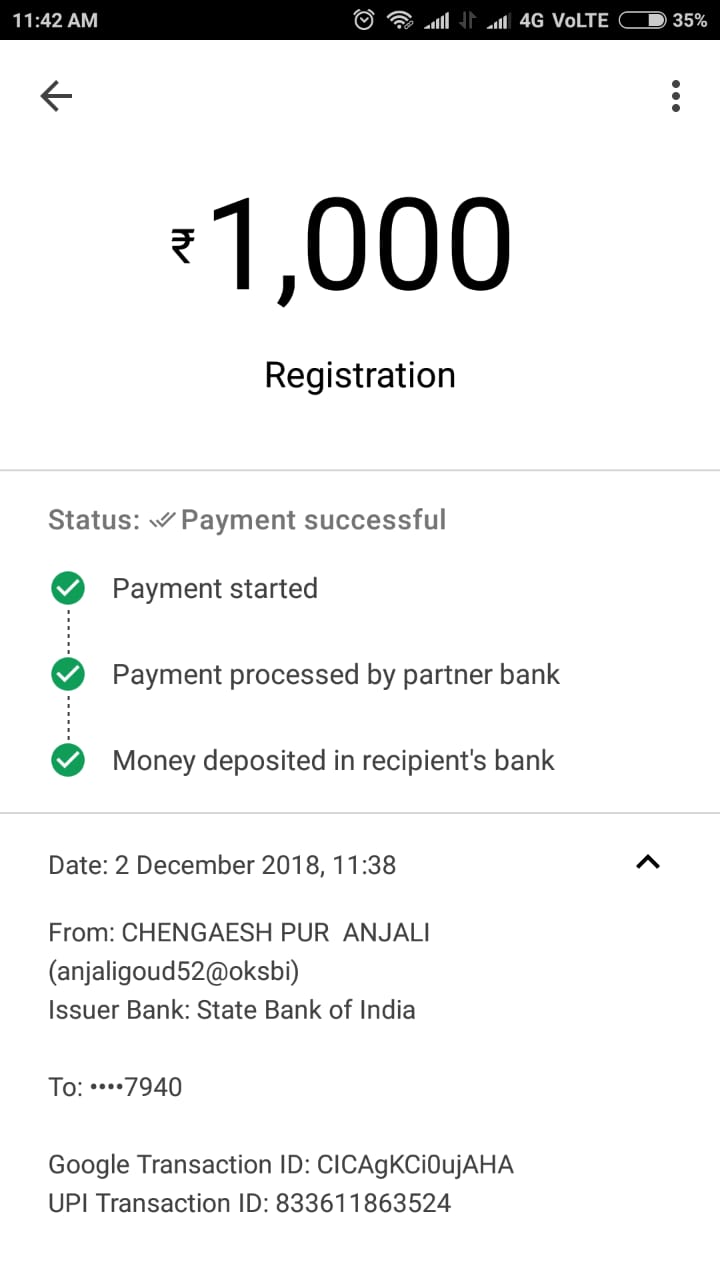 11:42 AM 4G VoLTE 35%
₹1,000
Registration
Status: Payment successful
Payment started
Payment processed by partner bank
Money deposited in recipient's bank
Date: 2 December 2018, 11:38
From: CHENGAESH PUR  ANJALI
(anjaligoud52@oksbi)
Issuer Bank: State Bank of India
To: ••••7940
Google Transaction ID: CICAgKCi0ujAHA
UPI Transaction ID: 833611863524